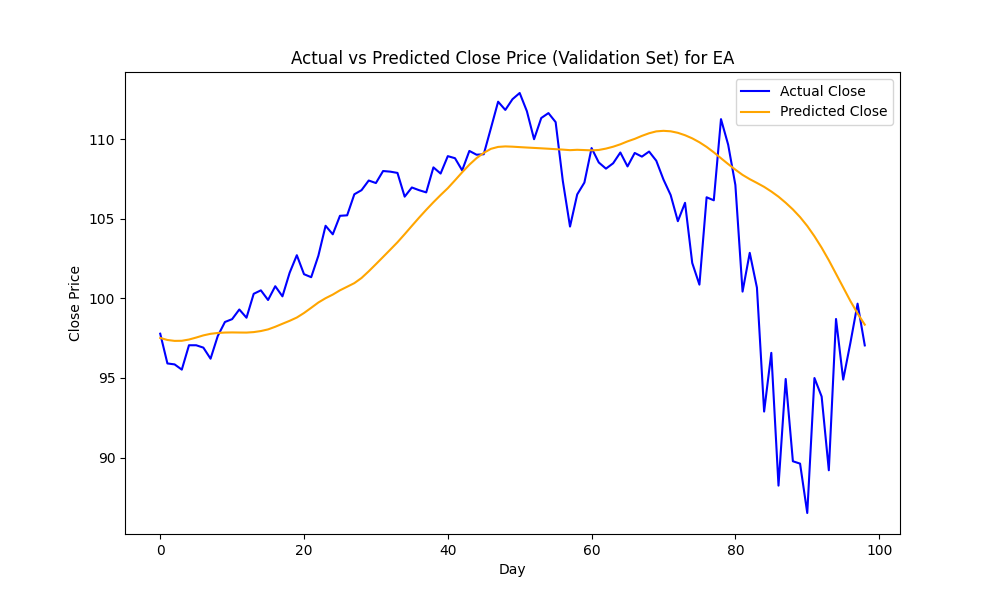 Actual vs Predicted Close Price (Validation Set) for EA
Actual Close
Predicted Close
Close Price
110
105
100
95
90
0 20 40 60 80 100
Day